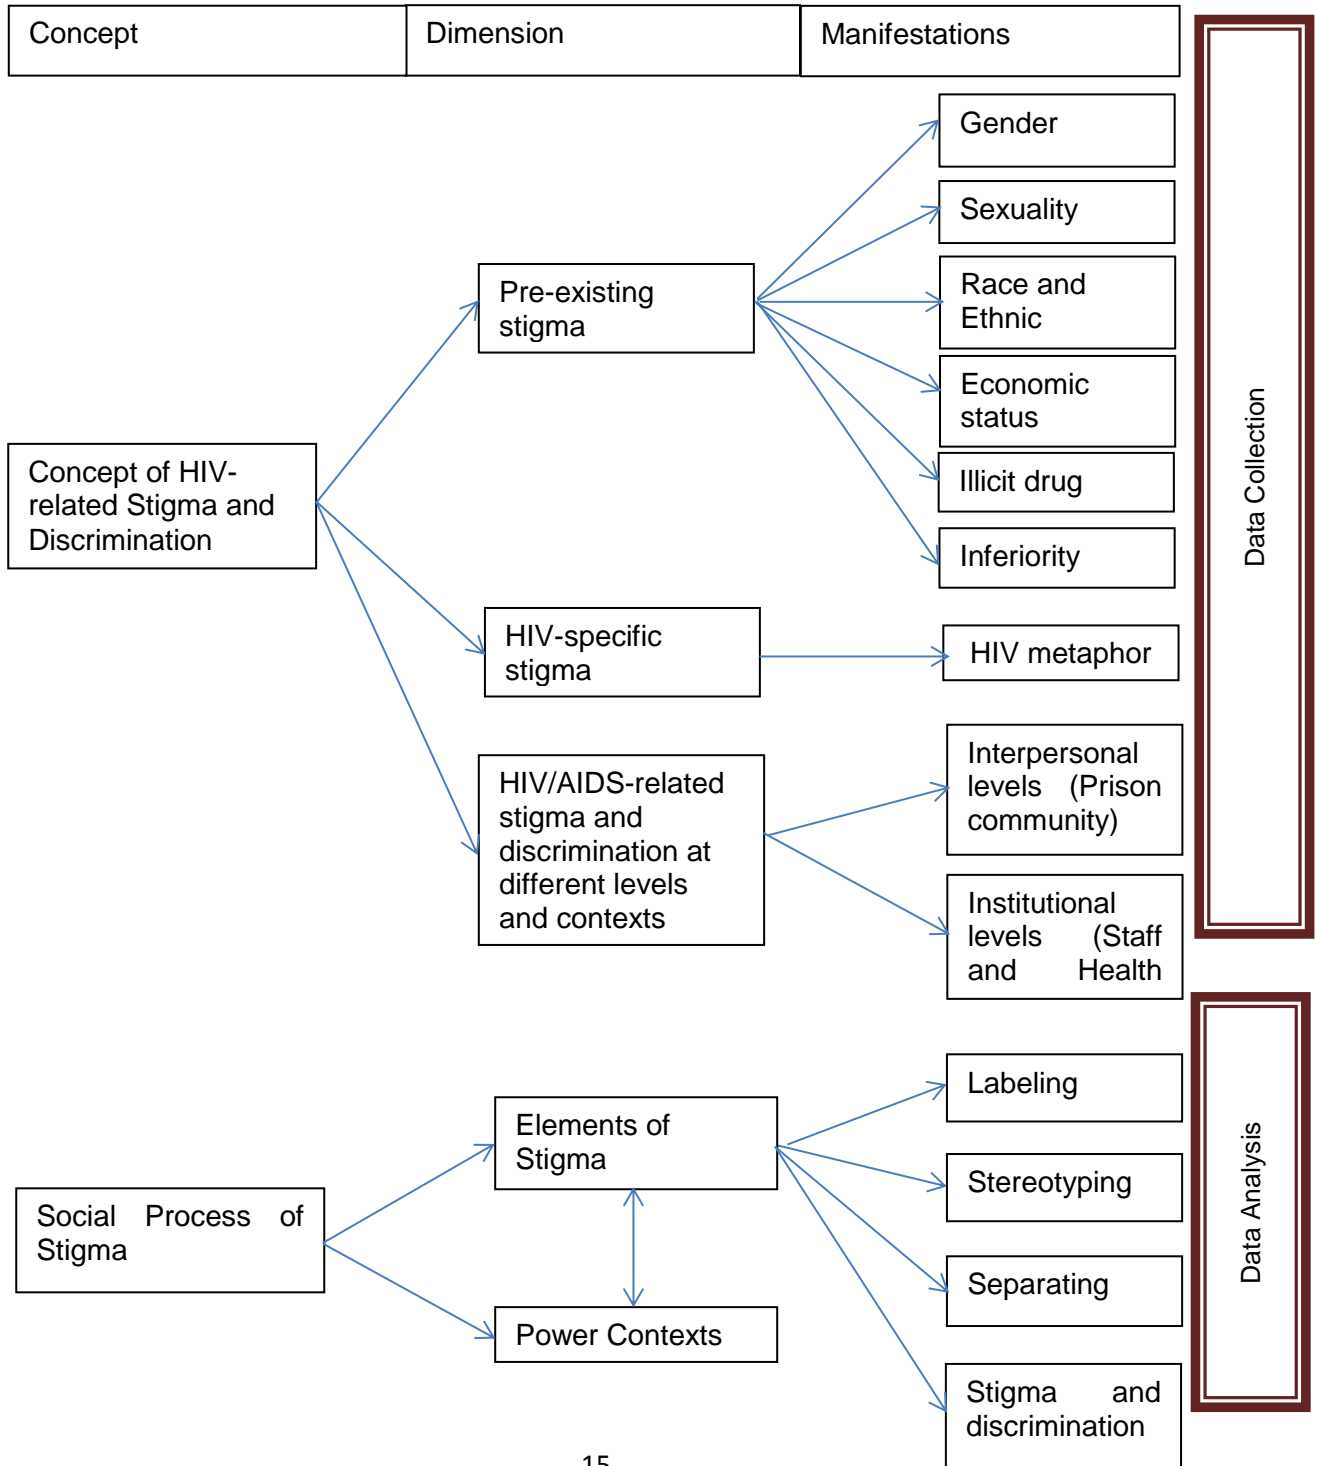 Concept
Dimension
Manifestations
Gender
Sexuality
Race and
Ethnic
Economic
status
Illicit drug
Inferiority
Pre-existing
stigma
Concept of HIV-
related Stigma and
Discrimination
HIV-specific
stigma
HIV metaphor
HIV/AIDS-related
stigma and
discrimination at
different levels
and contexts
Interpersonal
levels (Prison
community)
Institutional
levels (Staff
and Health
Data Collection
Social Process of
Stigma
Elements of
Stigma
Power Contexts
Labeling
Stereotyping
Separating
Stigma and
discrimination
Data Analysis
15